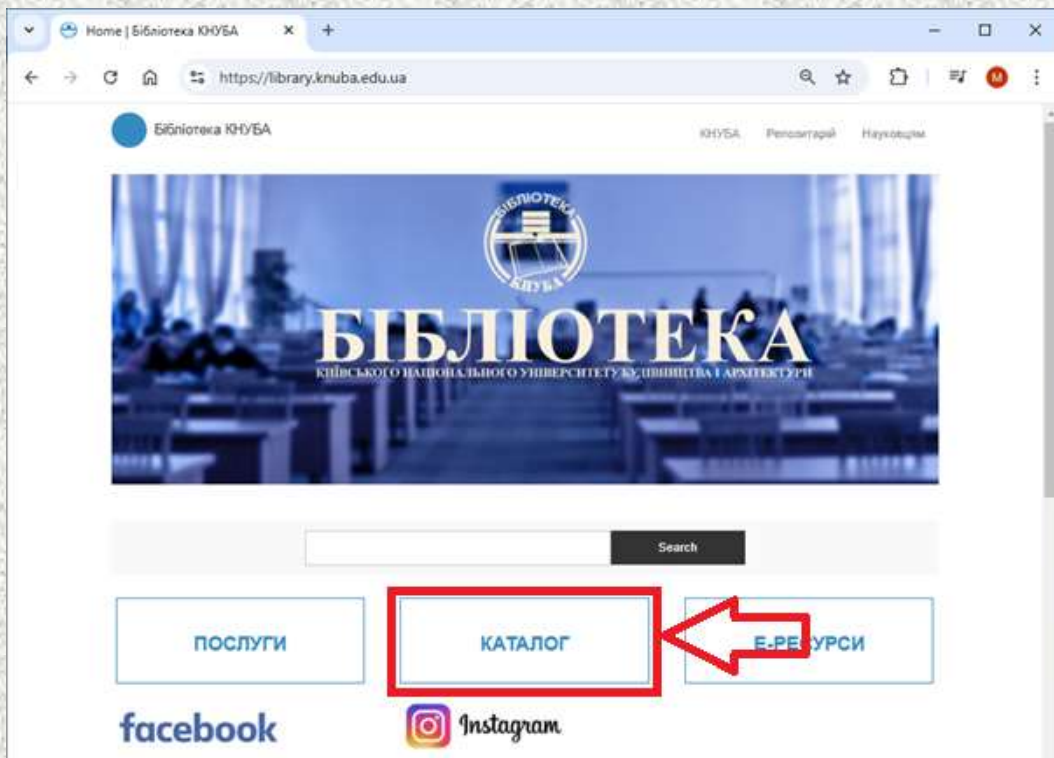 Home | Бібліотека КНУБА
https://library.knuba.edu.ua
M
Бібліотека КНУБА
КНУБА Репозитарій Науковцям
БІБЛІОТЕКА
КНУБА
БІБЛІОТЕКА
КИЇВСЬКОГО НАЦІОНАЛЬНОГО УНІВЕРСИТЕТУ БУДІВНИЦТВА І АРХІТЕКТУРИ
Search
ПОСЛУГИ
КАТАЛОГ
Е-РЕСУРСИ
facebook
Instagram